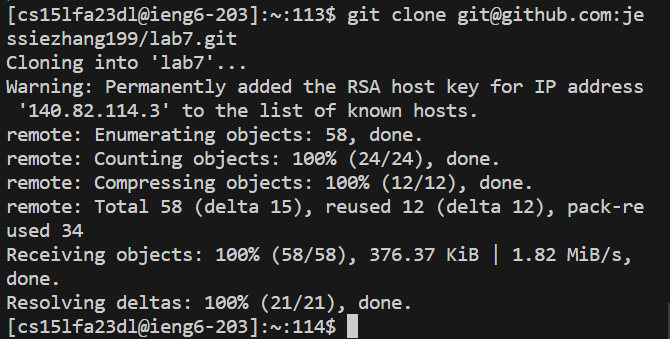 [cs15lfa23dl@ieng6-203]:~:113$ git clone git@github.com:je
ssiezhang199/lab7.git
Cloning into 'lab7'...
Warning: Permanently added the RSA host key for IP address
 '140.82.114.3' to the list of known hosts.
remote: Enumerating objects: 58, done.
remote: Counting objects: 100% (24/24), done.
remote: Compressing objects: 100% (12/12), done.
remote: Total 58 (delta 15), reused 12 (delta 12), pack-re
used 34
Receiving objects: 100% (58/58), 376.37 KiB | 1.82 MiB/s, 
done.
Resolving deltas: 100% (21/21), done.
[cs15lfa23dl@ieng6-203]:~:114$